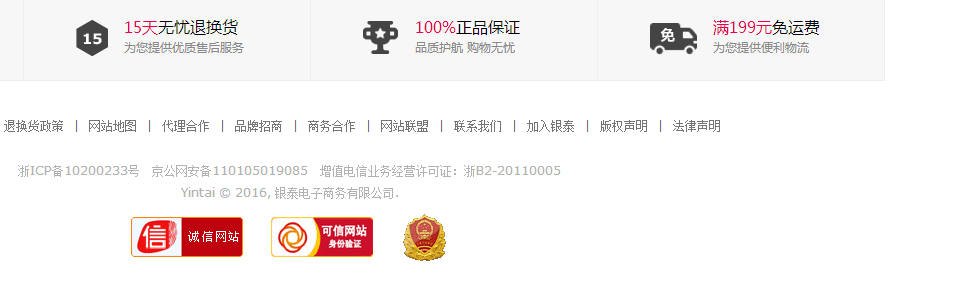 15 15天无忧退换货 100%正品保证 免 满199元免运费
为您提供优质售后服务 品质护航 购物无忧 为您提供便利物流
退换货政策 | 网站地图 | 代理合作 | 品牌招商 | 商务合作 | 网站联盟 | 联系我们 | 加入银泰 | 版权声明 | 法律声明
浙ICP备10200233号 京公网安备110105019085 增值电信业务经营许可证：浙B2-20110005
Yintai © 2016, 银泰电子商务有限公司.
信 诚信网站 可信网站
身份验证